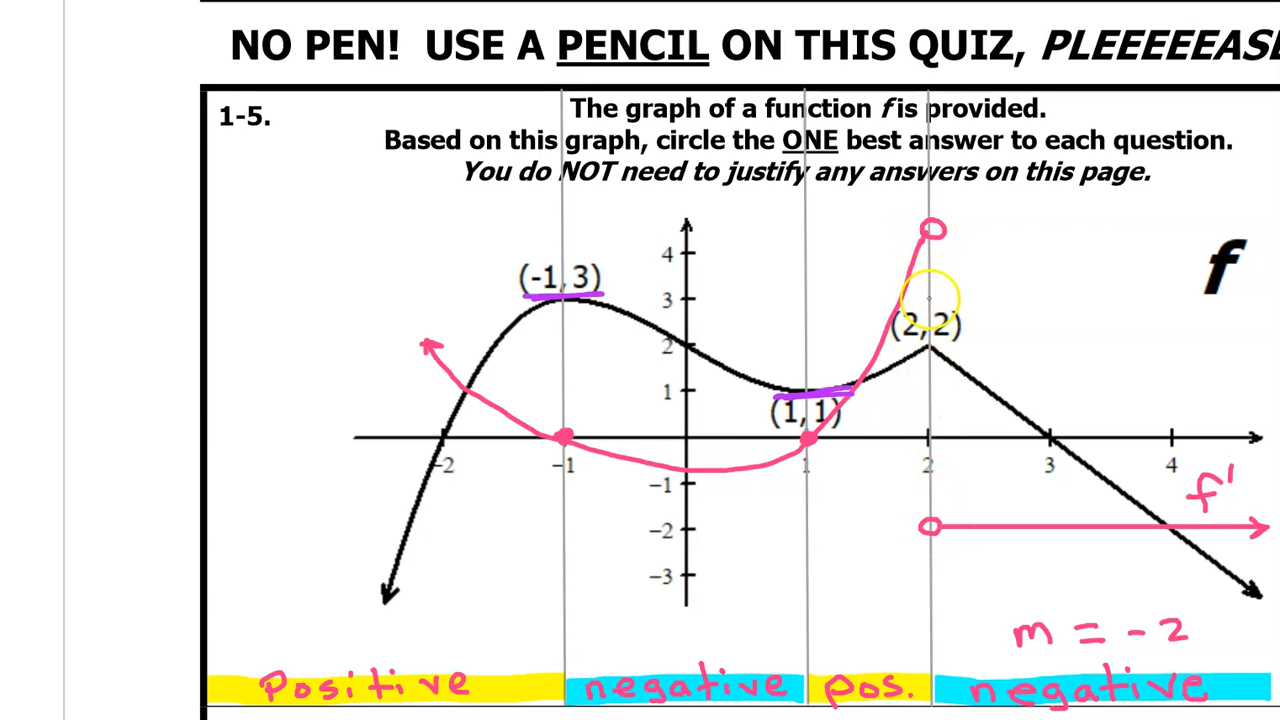 NO PEN! USE A PENCIL ON THIS QUIZ, PLEEEEEASE
1-5.
The graph of a function f is provided.
Based on this graph, circle the ONE best answer to each question.
You do NOT need to justify any answers on this page.
4
f
(-1, 3)
3
(2, 2)
2
1
(1, 1)
-2 -1 1 2 3 4
-1
f'
-2
-3
m = -2
Positive negative pos. negative